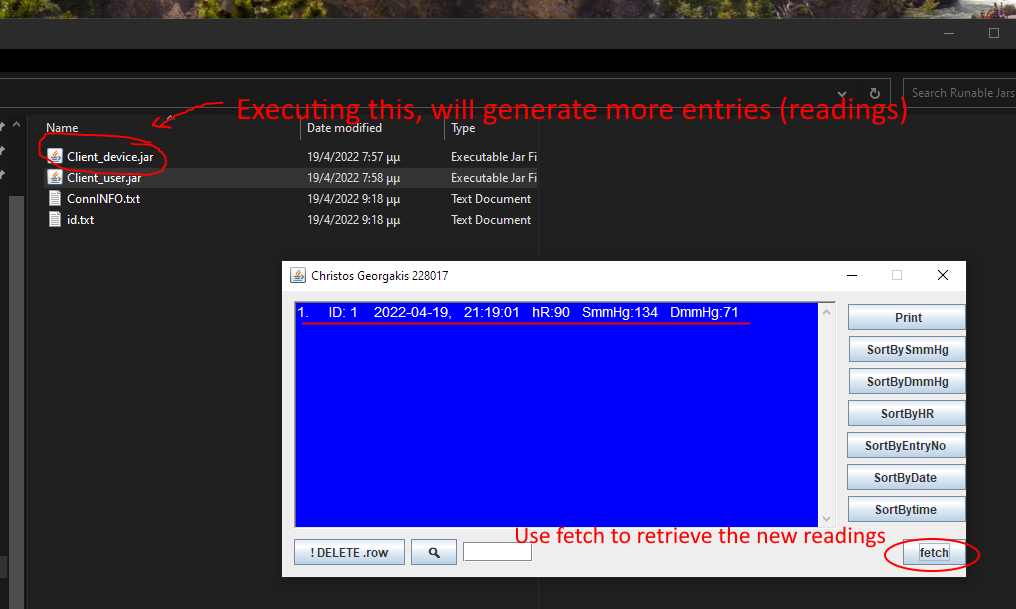 Search Runable Jars
Executing this, will generate more entries (readings)
Name Date modified Type
Client_device.jar 19/4/2022 7:57 μμ Executable Jar Fi
Client_user.jar 19/4/2022 7:58 μμ Executable Jar Fi
ConnINFO.txt 19/4/2022 9:18 μμ Text Document
id.txt 19/4/2022 9:18 μμ Text Document
Christos Georgakis 228017
1. ID: 1 2022-04-19, 21:19:01 hR:90 SmmHg:134 DmmHg:71
Print
SortBySmmHg
SortByDmmHg
SortByHR
SortByEntryNo
SortByDate
SortBytime
Use fetch to retrieve the new readings
! DELETE .row
fetch